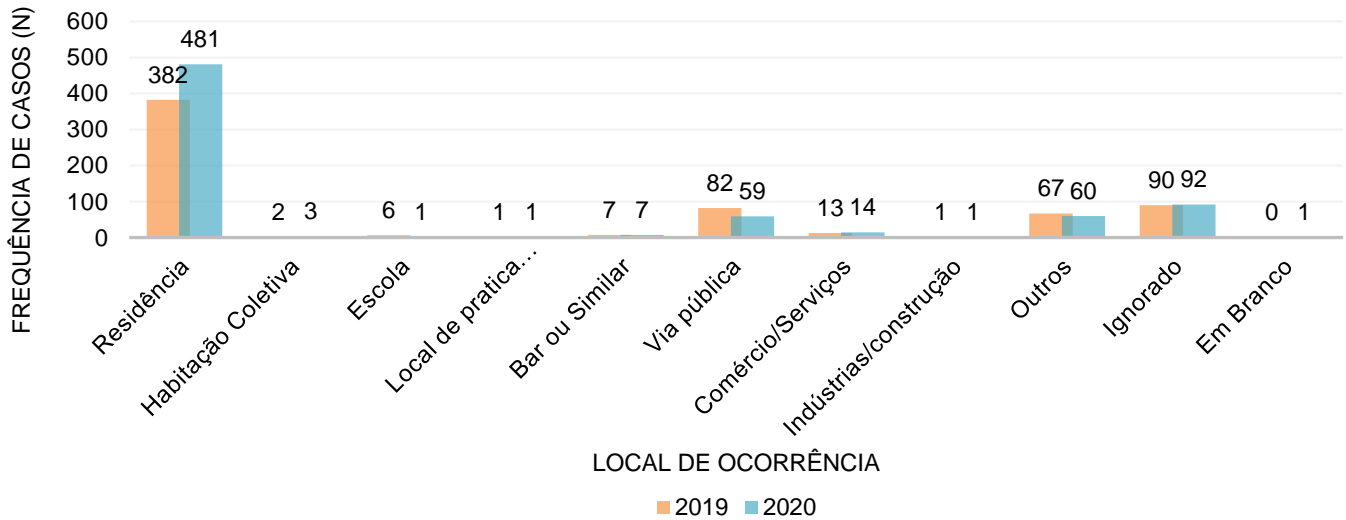 FREQUÊNCIA DE CASOS (N)
600
500
400
300
200
100
0
382 481
2 3
6 1
1 1
7 7
82 59
13 14
1 1
67 60
90 92
0 1
Residência
Habitação Coletiva
Escola
Local de pratica…
Bar ou Similar
Via pública
Comércio/Serviços
Indústrias/construção
Outros
Ignorado
Em Branco
LOCAL DE OCORRÊNCIA
2019 2020